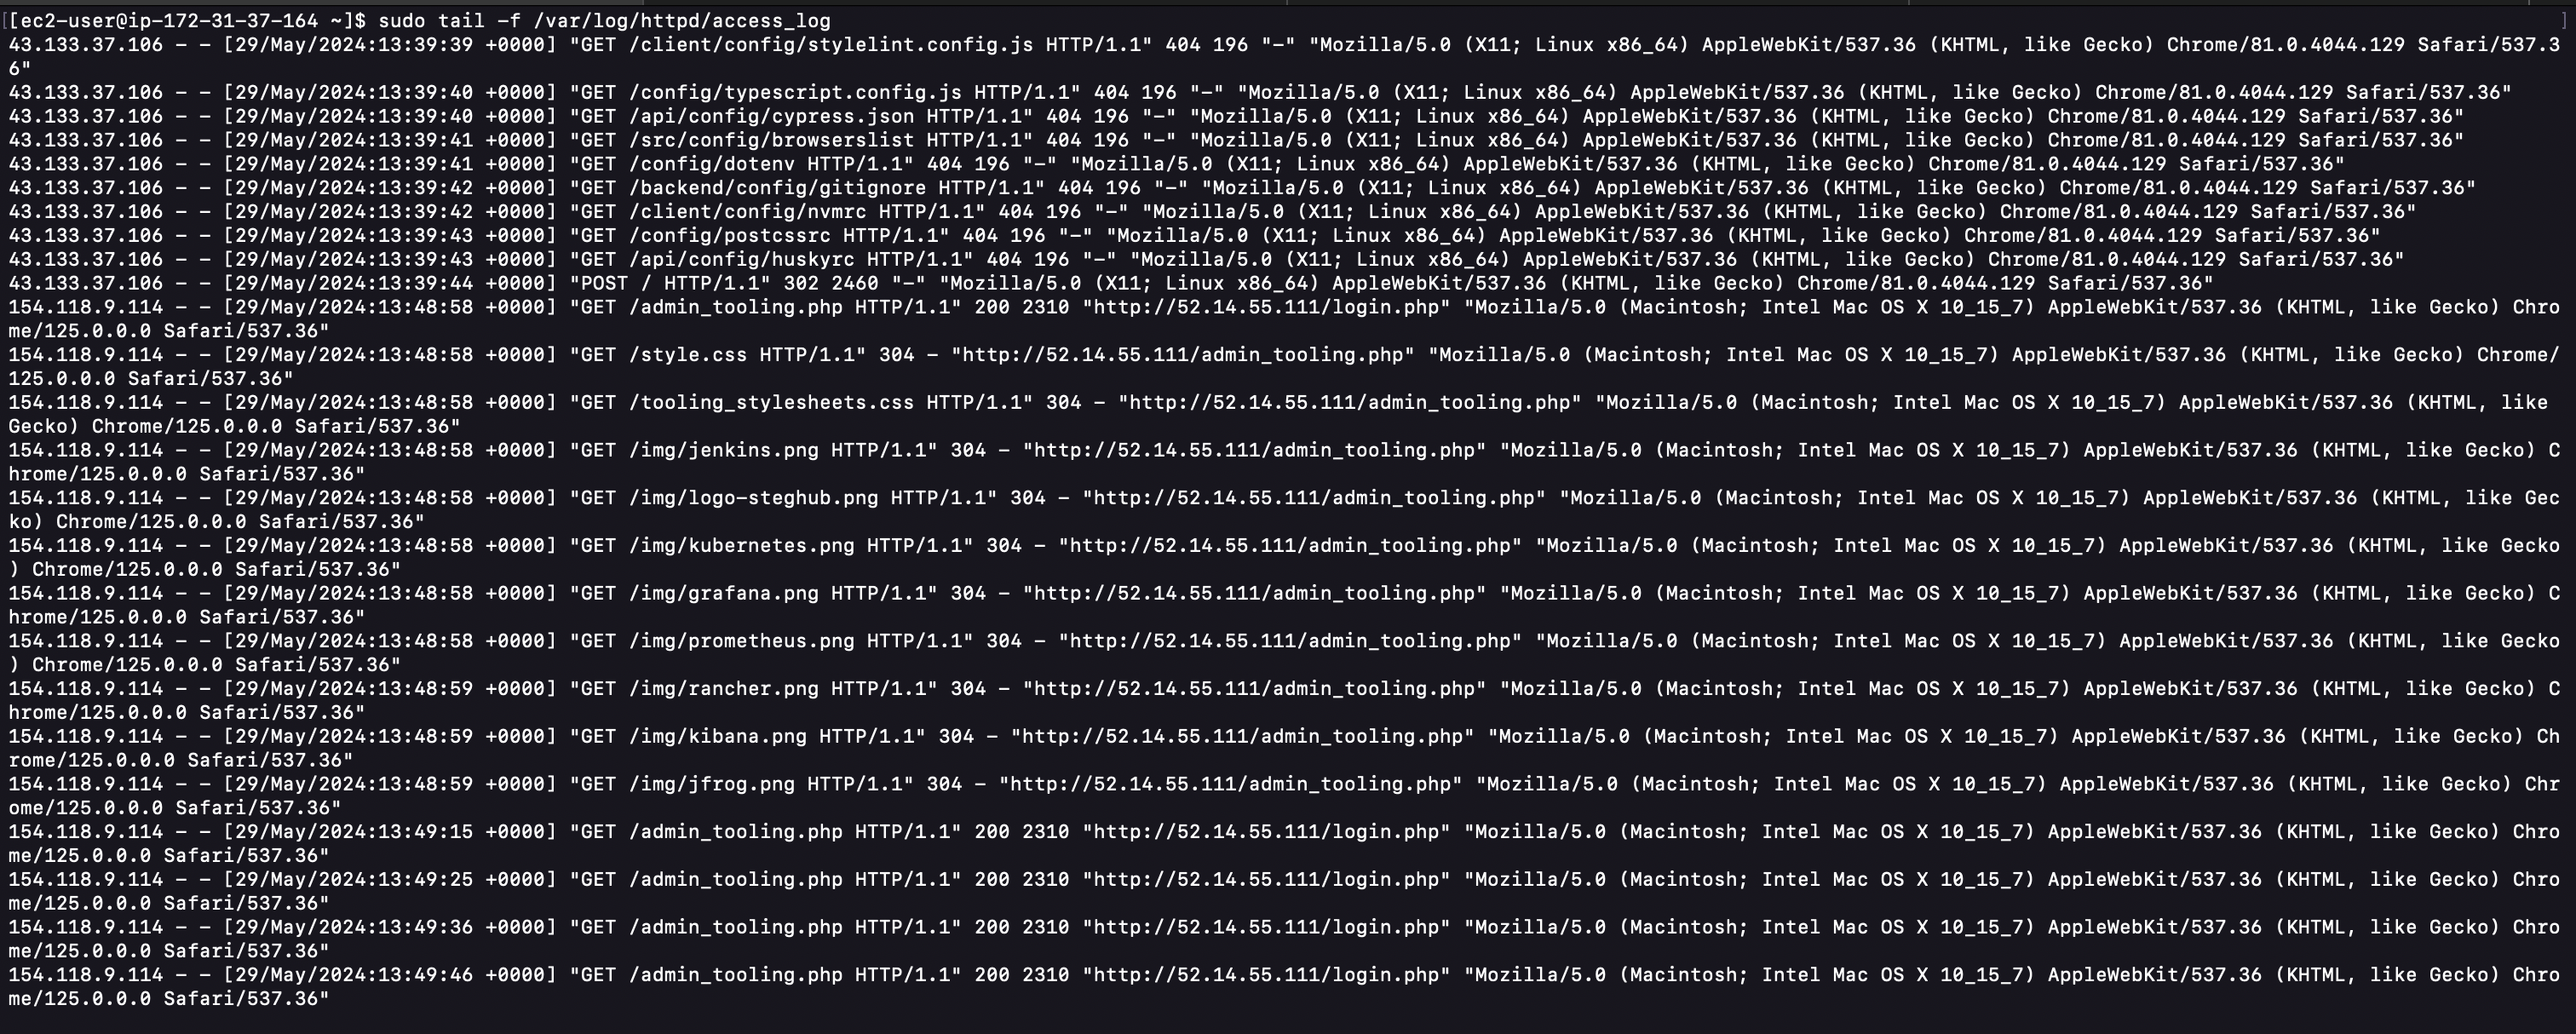 [[ec2-user@ip-172-31-37-164 ~]$ sudo tail -f /var/log/httpd/access_log ]
43.133.37.106 - - [29/May/2024:13:39:39 +0000] "GET /client/config/stylelint.config.js HTTP/1.1" 404 196 "-" "Mozilla/5.0 (X11; Linux x86_64) AppleWebKit/537.36 (KHTML, like Gecko) Chrome/81.0.4044.129 Safari/537.3
6"
43.133.37.106 - - [29/May/2024:13:39:40 +0000] "GET /config/typescript.config.js HTTP/1.1" 404 196 "-" "Mozilla/5.0 (X11; Linux x86_64) AppleWebKit/537.36 (KHTML, like Gecko) Chrome/81.0.4044.129 Safari/537.36"
43.133.37.106 - - [29/May/2024:13:39:40 +0000] "GET /api/config/cypress.json HTTP/1.1" 404 196 "-" "Mozilla/5.0 (X11; Linux x86_64) AppleWebKit/537.36 (KHTML, like Gecko) Chrome/81.0.4044.129 Safari/537.36"
43.133.37.106 - - [29/May/2024:13:39:41 +0000] "GET /src/config/browserslist HTTP/1.1" 404 196 "-" "Mozilla/5.0 (X11; Linux x86_64) AppleWebKit/537.36 (KHTML, like Gecko) Chrome/81.0.4044.129 Safari/537.36"
43.133.37.106 - - [29/May/2024:13:39:41 +0000] "GET /config/dotenv HTTP/1.1" 404 196 "-" "Mozilla/5.0 (X11; Linux x86_64) AppleWebKit/537.36 (KHTML, like Gecko) Chrome/81.0.4044.129 Safari/537.36"
43.133.37.106 - - [29/May/2024:13:39:42 +0000] "GET /backend/config/gitignore HTTP/1.1" 404 196 "-" "Mozilla/5.0 (X11; Linux x86_64) AppleWebKit/537.36 (KHTML, like Gecko) Chrome/81.0.4044.129 Safari/537.36"
43.133.37.106 - - [29/May/2024:13:39:42 +0000] "GET /client/config/nvmrc HTTP/1.1" 404 196 "-" "Mozilla/5.0 (X11; Linux x86_64) AppleWebKit/537.36 (KHTML, like Gecko) Chrome/81.0.4044.129 Safari/537.36"
43.133.37.106 - - [29/May/2024:13:39:43 +0000] "GET /config/postcssrc HTTP/1.1" 404 196 "-" "Mozilla/5.0 (X11; Linux x86_64) AppleWebKit/537.36 (KHTML, like Gecko) Chrome/81.0.4044.129 Safari/537.36"
43.133.37.106 - - [29/May/2024:13:39:43 +0000] "GET /api/config/huskyrc HTTP/1.1" 404 196 "-" "Mozilla/5.0 (X11; Linux x86_64) AppleWebKit/537.36 (KHTML, like Gecko) Chrome/81.0.4044.129 Safari/537.36"
43.133.37.106 - - [29/May/2024:13:39:44 +0000] "POST / HTTP/1.1" 302 2460 "-" "Mozilla/5.0 (X11; Linux x86_64) AppleWebKit/537.36 (KHTML, like Gecko) Chrome/81.0.4044.129 Safari/537.36"
154.118.9.114 - - [29/May/2024:13:48:58 +0000] "GET /admin_tooling.php HTTP/1.1" 200 2310 "http://52.14.55.111/login.php" "Mozilla/5.0 (Macintosh; Intel Mac OS X 10_15_7) AppleWebKit/537.36 (KHTML, like Gecko) Chro
me/125.0.0.0 Safari/537.36"
154.118.9.114 - - [29/May/2024:13:48:58 +0000] "GET /style.css HTTP/1.1" 304 - "http://52.14.55.111/admin_tooling.php" "Mozilla/5.0 (Macintosh; Intel Mac OS X 10_15_7) AppleWebKit/537.36 (KHTML, like Gecko) Chrome/
125.0.0.0 Safari/537.36"
154.118.9.114 - - [29/May/2024:13:48:58 +0000] "GET /tooling_stylesheets.css HTTP/1.1" 304 - "http://52.14.55.111/admin_tooling.php" "Mozilla/5.0 (Macintosh; Intel Mac OS X 10_15_7) AppleWebKit/537.36 (KHTML, like
Gecko) Chrome/125.0.0.0 Safari/537.36"
154.118.9.114 - - [29/May/2024:13:48:58 +0000] "GET /img/jenkins.png HTTP/1.1" 304 - "http://52.14.55.111/admin_tooling.php" "Mozilla/5.0 (Macintosh; Intel Mac OS X 10_15_7) AppleWebKit/537.36 (KHTML, like Gecko) C
hrome/125.0.0.0 Safari/537.36"
154.118.9.114 - - [29/May/2024:13:48:58 +0000] "GET /img/logo-steghub.png HTTP/1.1" 304 - "http://52.14.55.111/admin_tooling.php" "Mozilla/5.0 (Macintosh; Intel Mac OS X 10_15_7) AppleWebKit/537.36 (KHTML, like Gec
ko) Chrome/125.0.0.0 Safari/537.36"
154.118.9.114 - - [29/May/2024:13:48:58 +0000] "GET /img/kubernetes.png HTTP/1.1" 304 - "http://52.14.55.111/admin_tooling.php" "Mozilla/5.0 (Macintosh; Intel Mac OS X 10_15_7) AppleWebKit/537.36 (KHTML, like Gecko
) Chrome/125.0.0.0 Safari/537.36"
154.118.9.114 - - [29/May/2024:13:48:58 +0000] "GET /img/grafana.png HTTP/1.1" 304 - "http://52.14.55.111/admin_tooling.php" "Mozilla/5.0 (Macintosh; Intel Mac OS X 10_15_7) AppleWebKit/537.36 (KHTML, like Gecko) C
hrome/125.0.0.0 Safari/537.36"
154.118.9.114 - - [29/May/2024:13:48:58 +0000] "GET /img/prometheus.png HTTP/1.1" 304 - "http://52.14.55.111/admin_tooling.php" "Mozilla/5.0 (Macintosh; Intel Mac OS X 10_15_7) AppleWebKit/537.36 (KHTML, like Gecko
) Chrome/125.0.0.0 Safari/537.36"
154.118.9.114 - - [29/May/2024:13:48:59 +0000] "GET /img/rancher.png HTTP/1.1" 304 - "http://52.14.55.111/admin_tooling.php" "Mozilla/5.0 (Macintosh; Intel Mac OS X 10_15_7) AppleWebKit/537.36 (KHTML, like Gecko) C
hrome/125.0.0.0 Safari/537.36"
154.118.9.114 - - [29/May/2024:13:48:59 +0000] "GET /img/kibana.png HTTP/1.1" 304 - "http://52.14.55.111/admin_tooling.php" "Mozilla/5.0 (Macintosh; Intel Mac OS X 10_15_7) AppleWebKit/537.36 (KHTML, like Gecko) Ch
rome/125.0.0.0 Safari/537.36"
154.118.9.114 - - [29/May/2024:13:48:59 +0000] "GET /img/jfrog.png HTTP/1.1" 304 - "http://52.14.55.111/admin_tooling.php" "Mozilla/5.0 (Macintosh; Intel Mac OS X 10_15_7) AppleWebKit/537.36 (KHTML, like Gecko) Chr
ome/125.0.0.0 Safari/537.36"
154.118.9.114 - - [29/May/2024:13:49:15 +0000] "GET /admin_tooling.php HTTP/1.1" 200 2310 "http://52.14.55.111/login.php" "Mozilla/5.0 (Macintosh; Intel Mac OS X 10_15_7) AppleWebKit/537.36 (KHTML, like Gecko) Chro
me/125.0.0.0 Safari/537.36"
154.118.9.114 - - [29/May/2024:13:49:25 +0000] "GET /admin_tooling.php HTTP/1.1" 200 2310 "http://52.14.55.111/login.php" "Mozilla/5.0 (Macintosh; Intel Mac OS X 10_15_7) AppleWebKit/537.36 (KHTML, like Gecko) Chro
me/125.0.0.0 Safari/537.36"
154.118.9.114 - - [29/May/2024:13:49:36 +0000] "GET /admin_tooling.php HTTP/1.1" 200 2310 "http://52.14.55.111/login.php" "Mozilla/5.0 (Macintosh; Intel Mac OS X 10_15_7) AppleWebKit/537.36 (KHTML, like Gecko) Chro
me/125.0.0.0 Safari/537.36"
154.118.9.114 - - [29/May/2024:13:49:46 +0000] "GET /admin_tooling.php HTTP/1.1" 200 2310 "http://52.14.55.111/login.php" "Mozilla/5.0 (Macintosh; Intel Mac OS X 10_15_7) AppleWebKit/537.36 (KHTML, like Gecko) Chro
me/125.0.0.0 Safari/537.36"